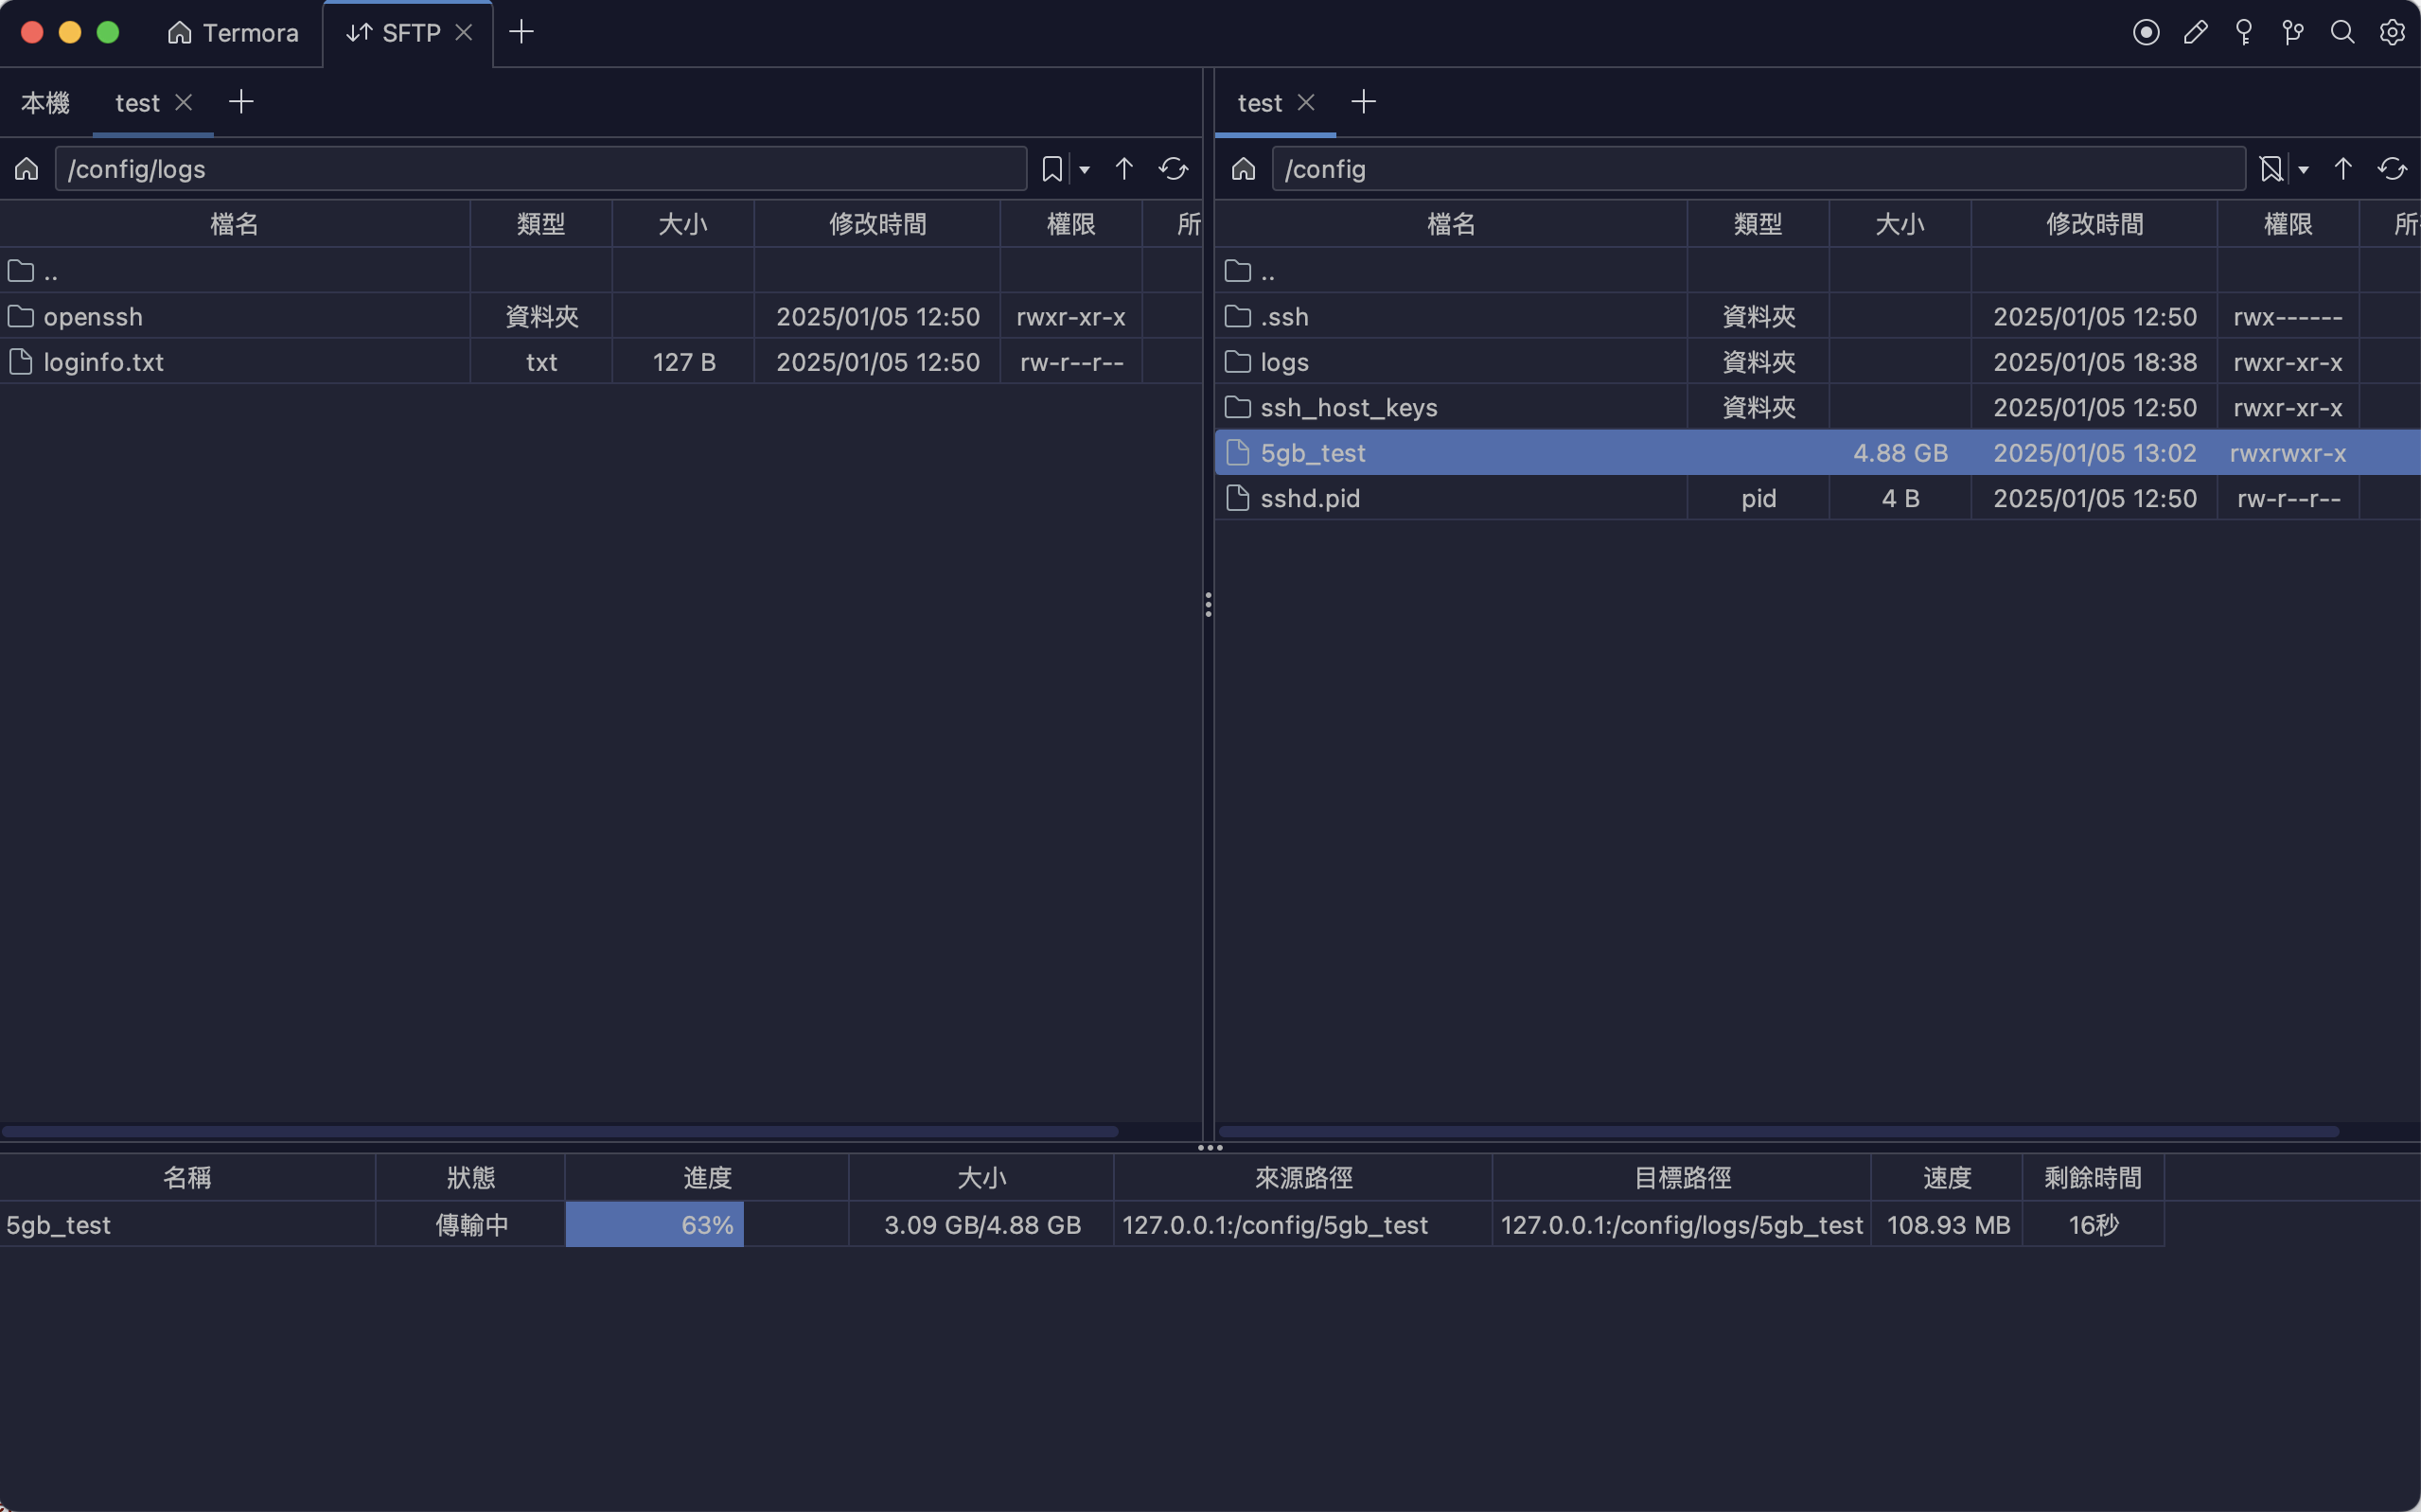 Termora SFTP
本機 test
/config/logs
檔名 類型 大小 修改時間 權限 所
..
openssh 資料夾 2025/01/05 12:50 rwxr-xr-x
loginfo.txt txt 127 B 2025/01/05 12:50 rw-r--r--
test
/config
檔名 類型 大小 修改時間 權限 所
..
.ssh 資料夾 2025/01/05 12:50 rwx------
logs 資料夾 2025/01/05 18:38 rwxr-xr-x
ssh_host_keys 資料夾 2025/01/05 12:50 rwxr-xr-x
5gb_test 4.88 GB 2025/01/05 13:02 rwxrwxr-x
sshd.pid pid 4 B 2025/01/05 12:50 rw-r--r--
名稱 狀態 進度 大小 來源路徑 目標路徑 速度 剩餘時間
5gb_test 傳輸中 63% 3.09 GB/4.88 GB 127.0.0.1:/config/5gb_test 127.0.0.1:/config/logs/5gb_test 108.93 MB 16秒